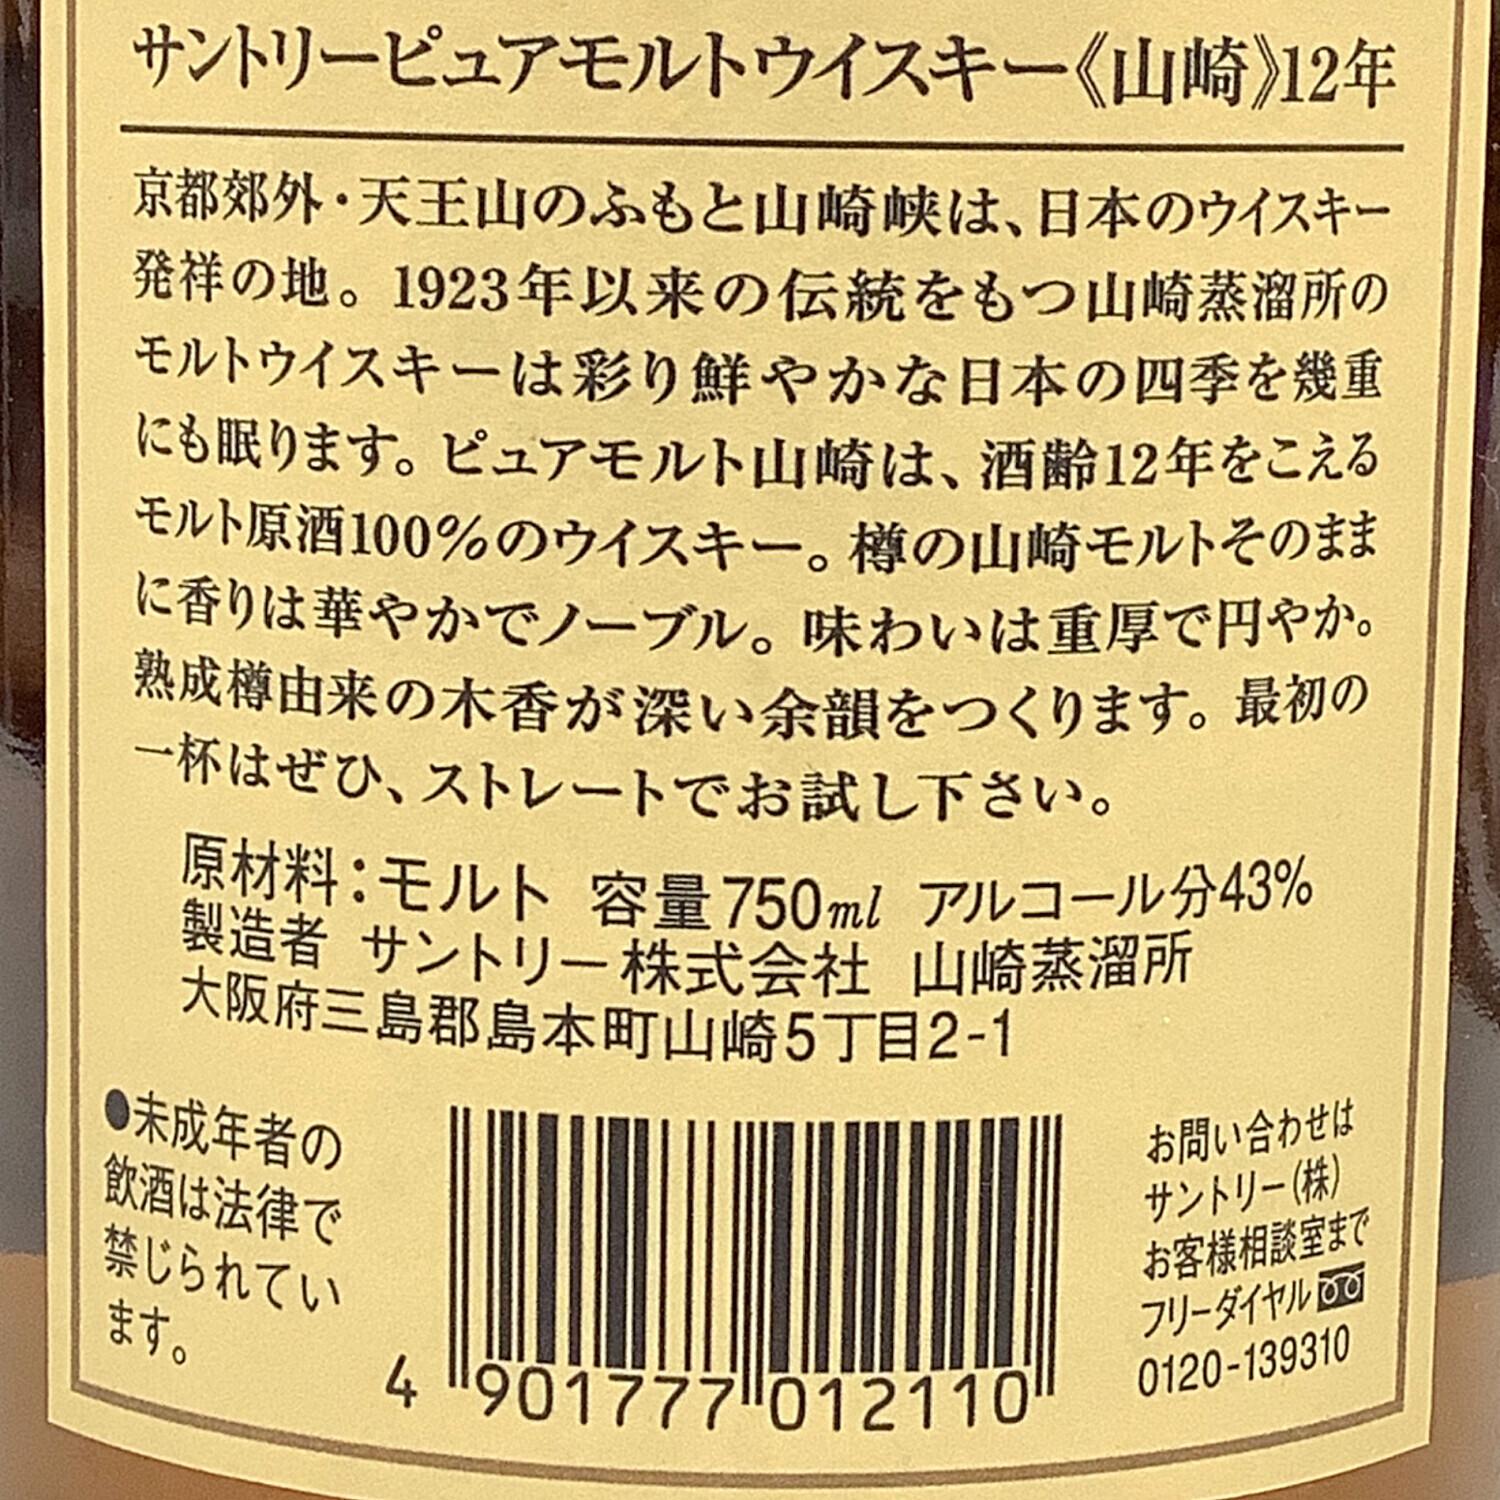 サントリーピュアモルトウイスキー《山崎》12年
京都郊外・天王山のふもと山崎峡は、日本のウイスキー
発祥の地。1923年以来の伝統をもつ山崎蒸溜所の
モルトウイスキーは彩り鮮やかな日本の四季を幾重
にも眠ります。ピュアモルト山崎は、酒齢12年をこえる
モルト原酒100%のウイスキー。樽の山崎モルトそのまま
に香りは華やかでノーブル。味わいは重厚で円やか。
熟成樽由来の木香が深い余韻をつくります。最初の
一杯はぜひ、ストレートでお試し下さい。
原材料:モルト 容量750ml アルコール分43%
製造者 サントリー株式会社 山崎蒸溜所
大阪府三島郡島本町山崎5丁目2-1
●未成年者の
飲酒は法律で
禁じられてい
ます。
4 901777 012110
お問い合わせは
サントリー(株)
お客様相談室まで
フリーダイヤル
0120-139310